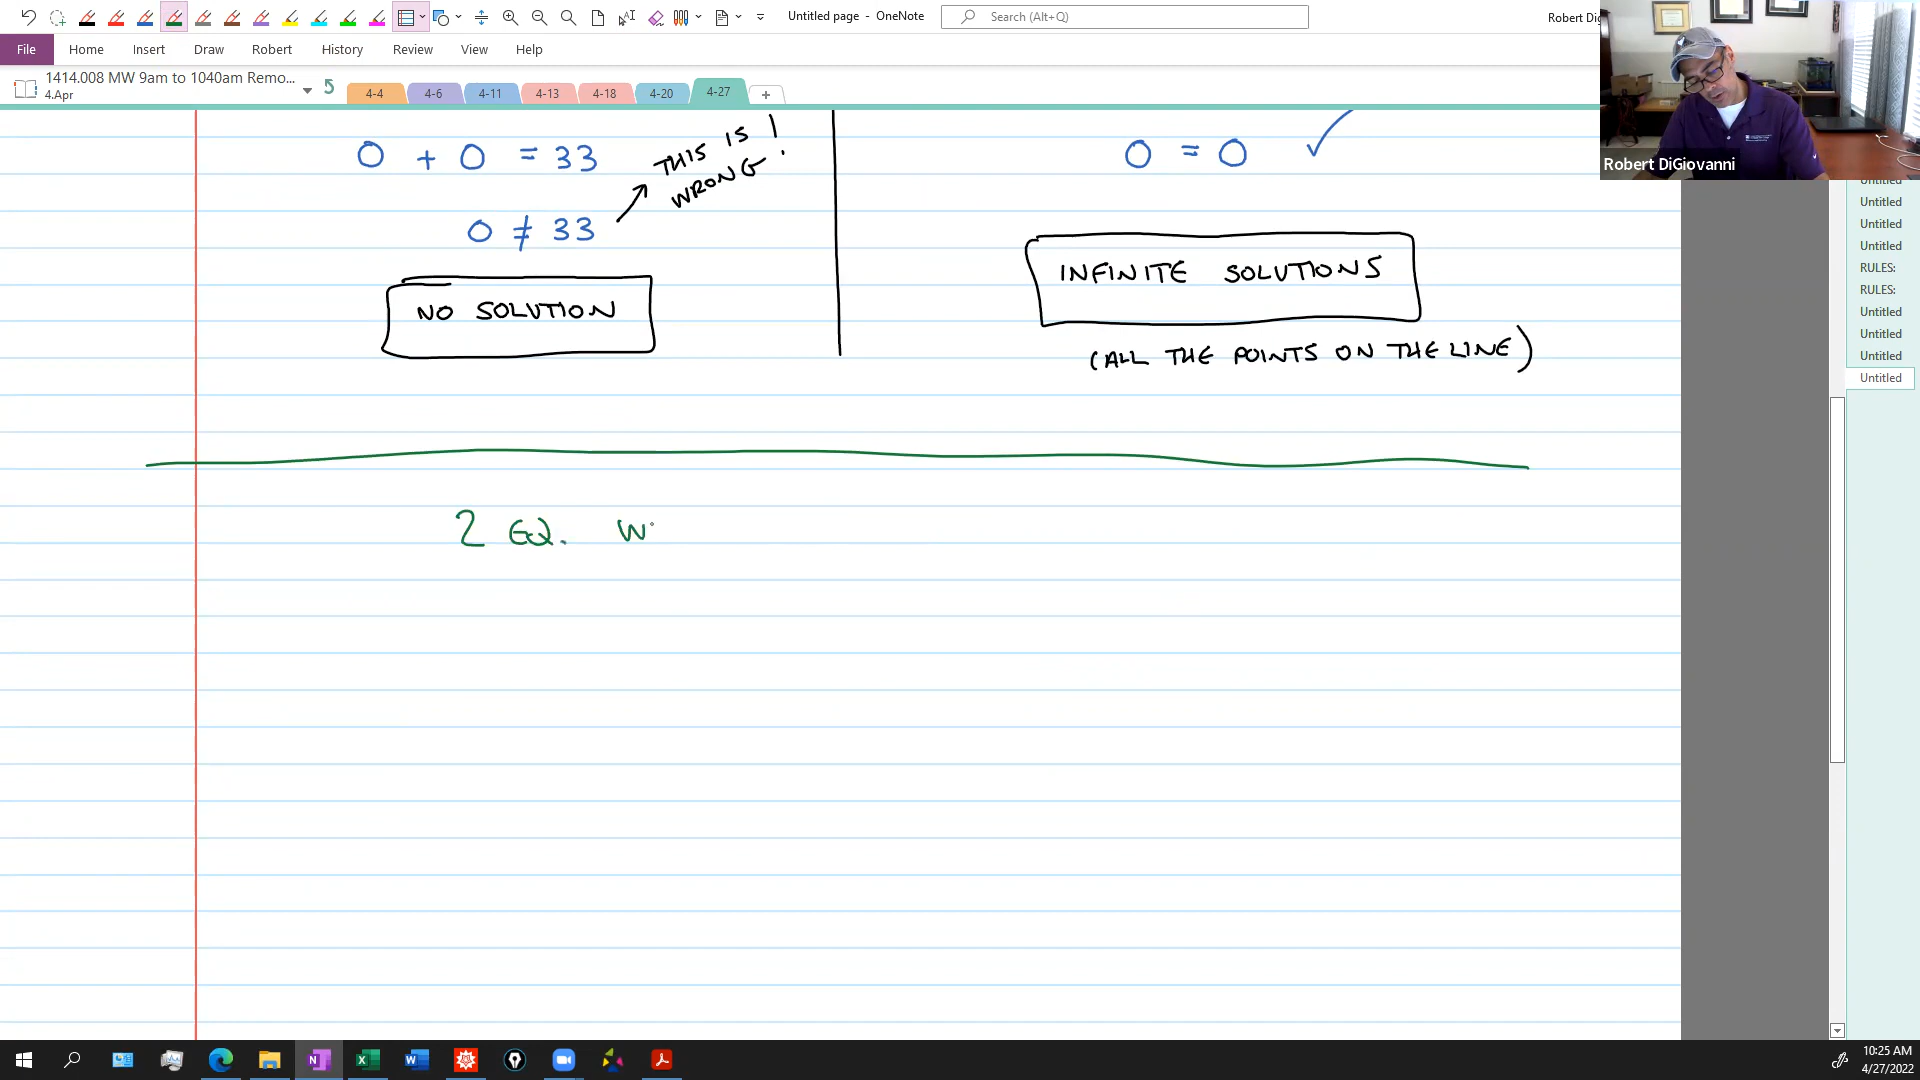 Untitled page - OneNote
Search (Alt+Q)
Robert Di
File Home Insert Draw Robert History Review View Help
1414.008 MW 9am to 1040am Remo...
4.Apr
4-4 4-6 4-11 4-13 4-18 4-20 4-27 +
Robert DiGiovanni
0 + 0 = 33
THIS IS !
WRONG
0 ≠ 33
NO SOLUTION
0 = 0 ✓
INFINITE SOLUTIONS
(ALL THE POINTS ON THE LINE)
2 EQ. W
Untitled
Untitled
Untitled
Untitled
RULES:
RULES:
Untitled
Untitled
Untitled
Untitled
10:25 AM
4/27/2022